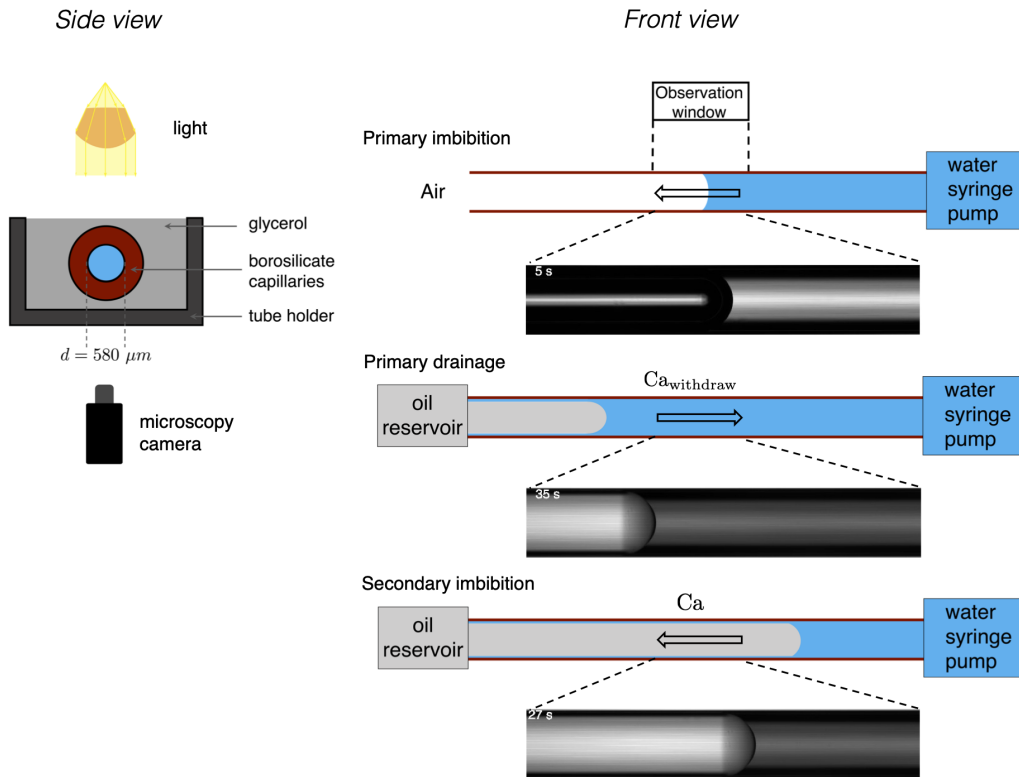 Side view
Front view
light
glycerol
borosilicate
capillaries
tube holder
d = 580 μm
microscopy
camera
Observation
window
Primary imbibition
Air
water
syringe
pump
5 s
Primary drainage
oil
reservoir
Ca_withdraw
water
syringe
pump
35 s
Secondary imbibition
oil
reservoir
Ca
water
syringe
pump
27 s